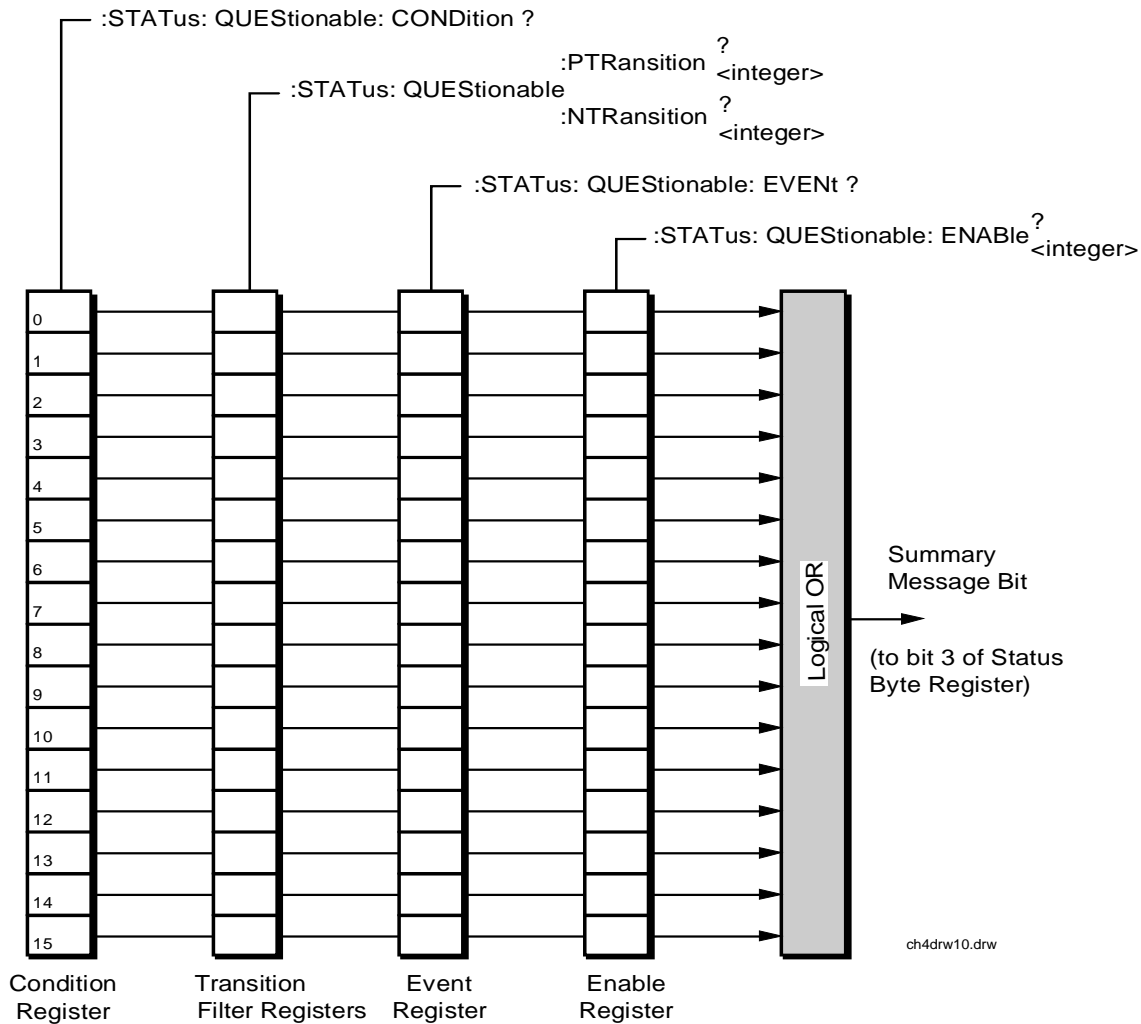 :STATus: QUEStionable: CONDition ?
:STATus: QUEStionable
:PTRansition ? <integer>
:NTRansition ? <integer>
:STATus: QUEStionable: EVENt ?
:STATus: QUEStionable: ENABle ? <integer>
0
1
2
3
4
5
6
7
8
9
10
11
12
13
14
15
Logical OR
Summary
Message Bit
(to bit 3 of Status
Byte Register)
ch4drw10.drw
Condition
Register
Transition
Filter Registers
Event
Register
Enable
Register